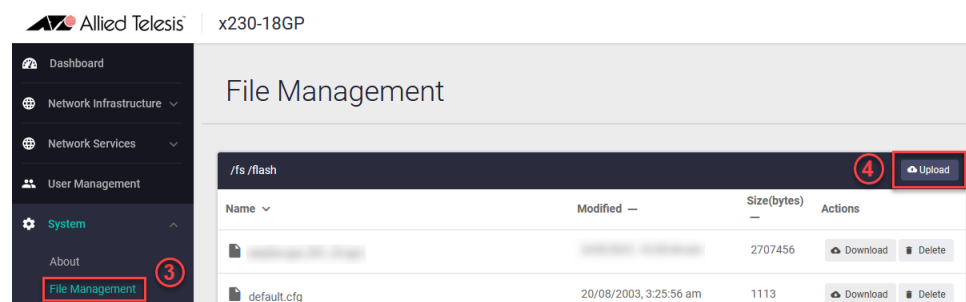 Allied Telesis x230-18GP
Dashboard
Network Infrastructure
Network Services
User Management
System
About
3
File Management
File Management
/fs /flash
4
Upload
Name Modified Size(bytes) Actions
2707456 Download Delete
default.cfg 20/08/2003, 3:25:56 am 1113 Download Delete